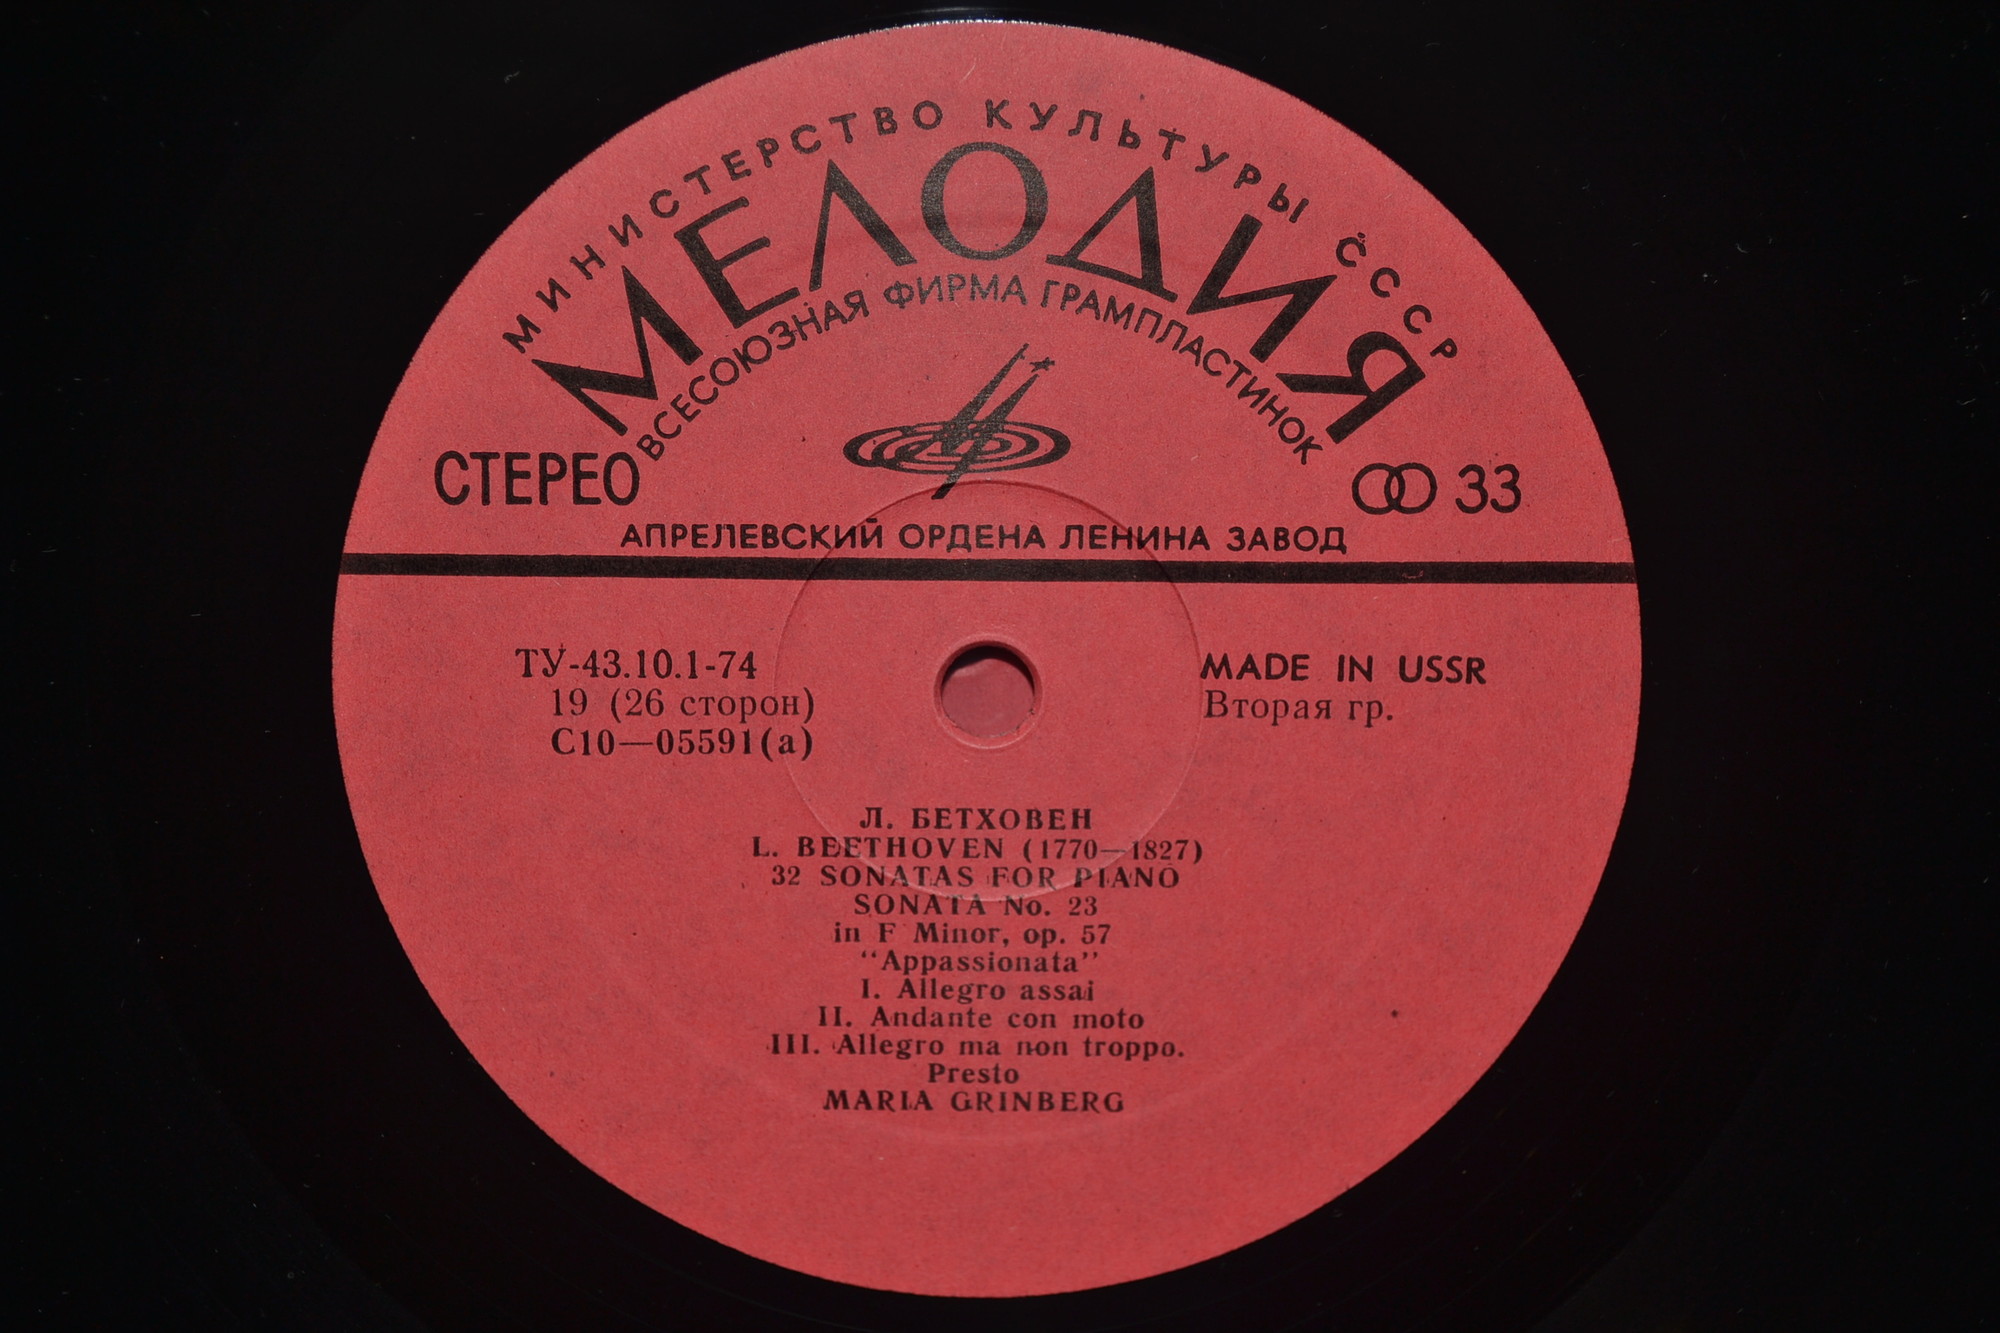 МИНИСТЕРСТВО КУЛЬТУРЫ СССР
МЕЛОДИЯ
ВСЕСОЮЗНАЯ ФИРМА ГРАМПЛАСТИНОК
СТЕРЕО
33
АПРЕЛЕВСКИЙ ОРДЕНА ЛЕНИНА ЗАВОД
ТУ-43.10.1-74
19 (26 сторон)
С10—05591(а)
MADE IN USSR
Вторая гр.
Л. БЕТХОВЕН
L. BEETHOVEN (1770—1827)
32 SONATAS FOR PIANO
SONATA No. 23
in F Minor, op. 57
“Appassionata”
I. Allegro assai
II. Andante con moto
III. Allegro ma non troppo.
Presto
MARIA GRINBERG